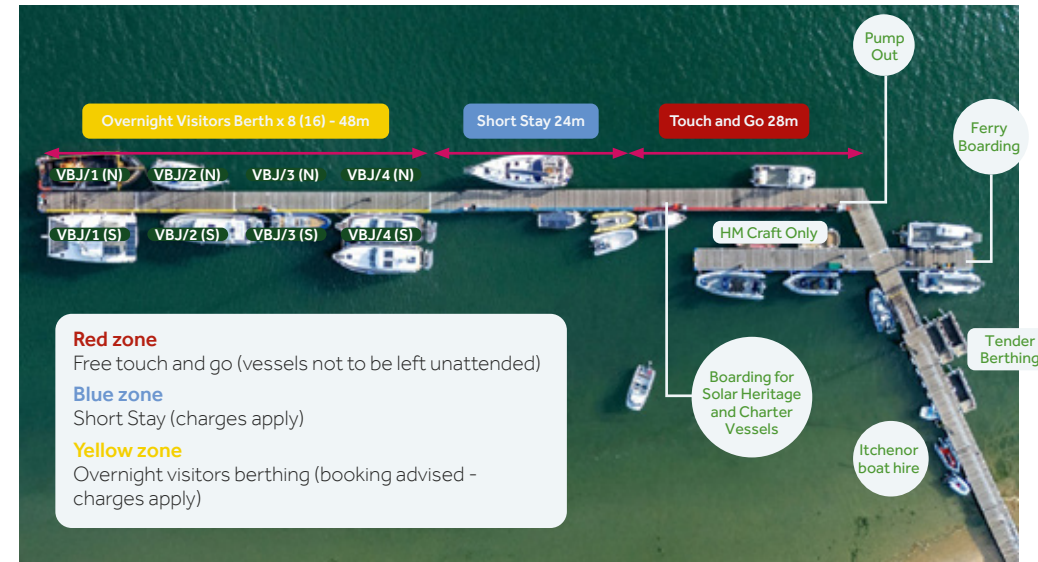 Pump
Out
Overnight Visitors Berth x 8 (16) - 48m
Short Stay 24m
Touch and Go 28m
Ferry
Boarding
VBJ/1 (N)
VBJ/2 (N)
VBJ/3 (N)
VBJ/4 (N)
VBJ/1 (S)
VBJ/2 (S)
VBJ/3 (S)
VBJ/4 (S)
HM Craft Only
Red zone
Free touch and go (vessels not to be left unattended)
Blue zone
Short Stay (charges apply)
Yellow zone
Overnight visitors berthing (booking advised -
charges apply)
Tender
Berthing
Boarding for
Solar Heritage
and Charter
Vessels
Itchenor
boat hire